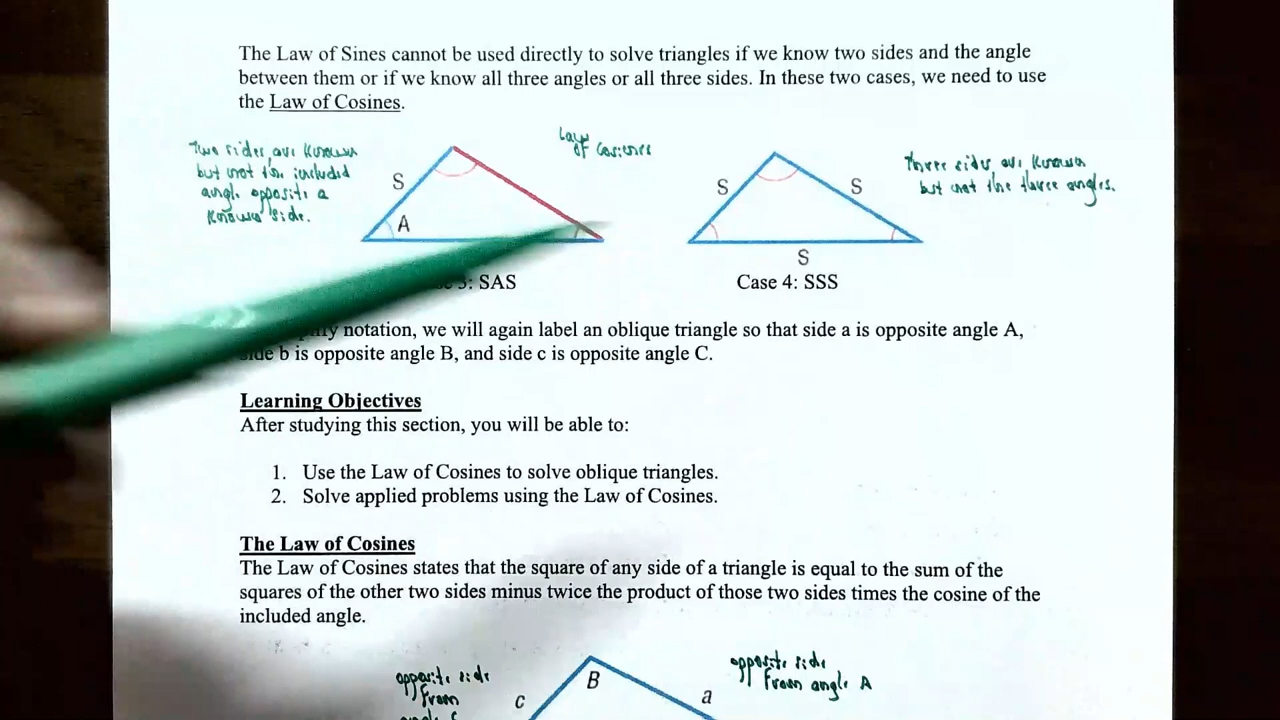 The Law of Sines cannot be used directly to solve triangles if we know two sides and the angle
between them or if we know all three angles or all three sides. In these two cases, we need to use
the Law of Cosines.
Two sides are known
but not the included
angle opposite a
known side.
S
A
Law
of Cosines
S
S
S
Three sides are known
but not the three angles.
3: SAS
Case 4: SSS
notation, we will again label an oblique triangle so that side a is opposite angle A,
side b is opposite angle B, and side c is opposite angle C.
Learning Objectives
After studying this section, you will be able to:
1. Use the Law of Cosines to solve oblique triangles.
2. Solve applied problems using the Law of Cosines.
The Law of Cosines
The Law of Cosines states that the square of any side of a triangle is equal to the sum of the
squares of the other two sides minus twice the product of those two sides times the cosine of the
included angle.
opposite side
from
c
B
a
opposite side
from angle A